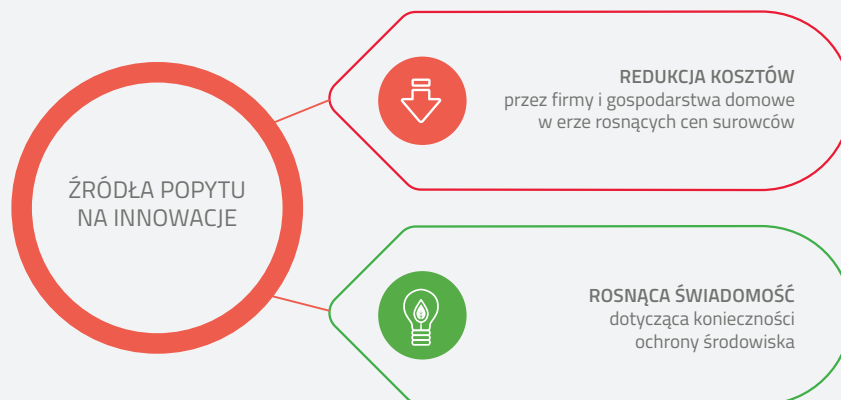 ŹRÓDŁA POPYTU
NA INNOWACJE
REDUKCJA KOSZTÓW
przez firmy i gospodarstwa domowe
w erze rosnących cen surowców
ROSNĄCA ŚWIADOMOŚĆ
dotycząca konieczności
ochrony środowiska